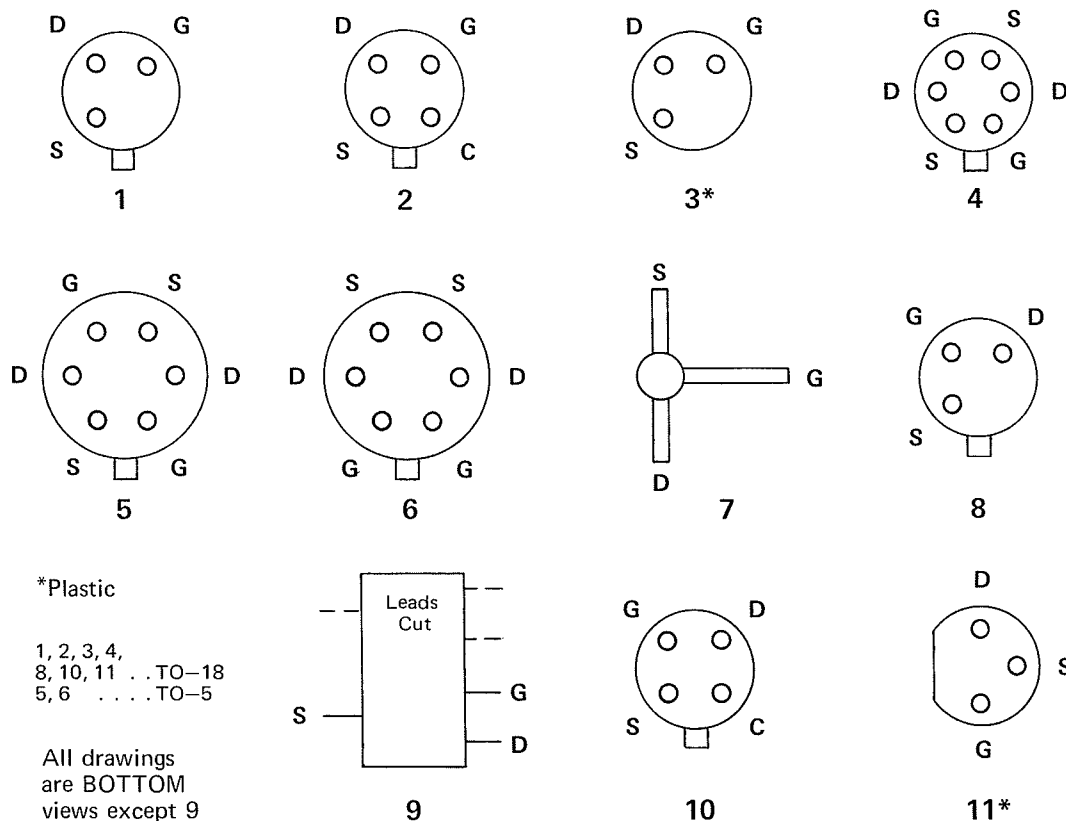 D G D G D G G S
D D
S S C S S G
1 2 3* 4
G S S S S G D
D D D D G
S G G G D S
5 6 7 8
*Plastic
1, 2, 3, 4,
8, 10, 11 . . TO—18
5, 6 . . . . TO—5
All drawings
are BOTTOM
views except 9
Leads
Cut
S G
D
9
G D
S C
10
D
S
G
11*